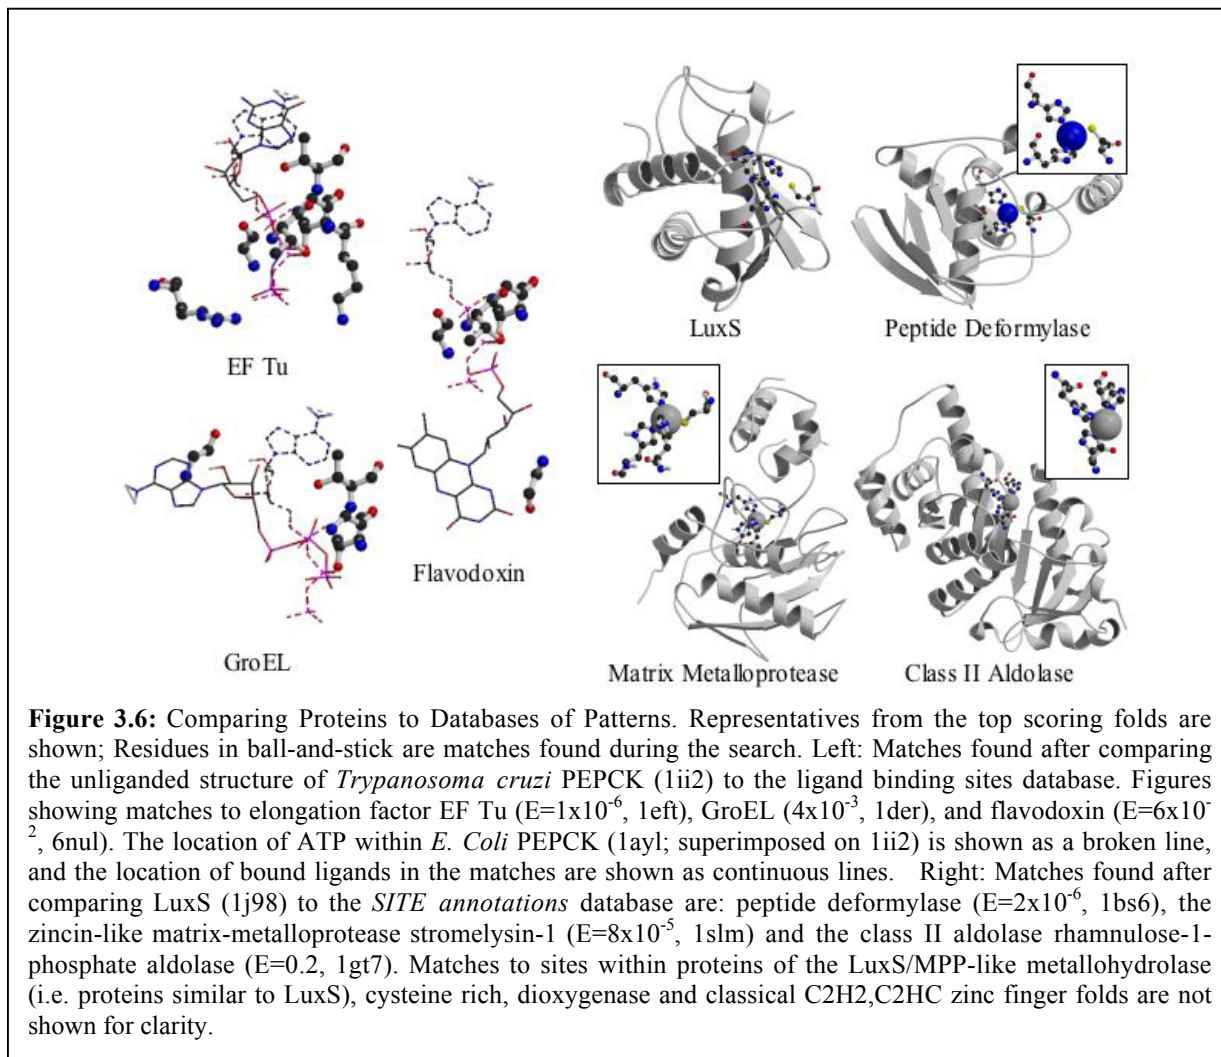 LuxS
Peptide Deformylase
EF Tu
Flavodoxin
GroEL
Matrix Metalloprotease
Class II Aldolase
Figure 3.6: Comparing Proteins to Databases of Patterns. Representatives from the top scoring folds are
shown; Residues in ball-and-stick are matches found during the search. Left: Matches found after comparing
the unliganded structure of Trypanosoma cruzi PEPCK (1ii2) to the ligand binding sites database. Figures
showing matches to elongation factor EF Tu (E=1x10⁻⁶, 1eft), GroEL (4x10⁻³, 1der), and flavodoxin (E=6x10⁻
², 6nul). The location of ATP within E. Coli PEPCK (1ayl; superimposed on 1ii2) is shown as a broken line,
and the location of bound ligands in the matches are shown as continuous lines. Right: Matches found after
comparing LuxS (1j98) to the SITE annotations database are: peptide deformylase (E=2x10⁻⁶, 1bs6), the
zincin-like matrix-metalloprotease stromelysin-1 (E=8x10⁻⁵, 1slm) and the class II aldolase rhamnulose-1-
phosphate aldolase (E=0.2, 1gt7). Matches to sites within proteins of the LuxS/MPP-like metallohydrolase
(i.e. proteins similar to LuxS), cysteine rich, dioxygenase and classical C2H2,C2HC zinc finger folds are not
shown for clarity.